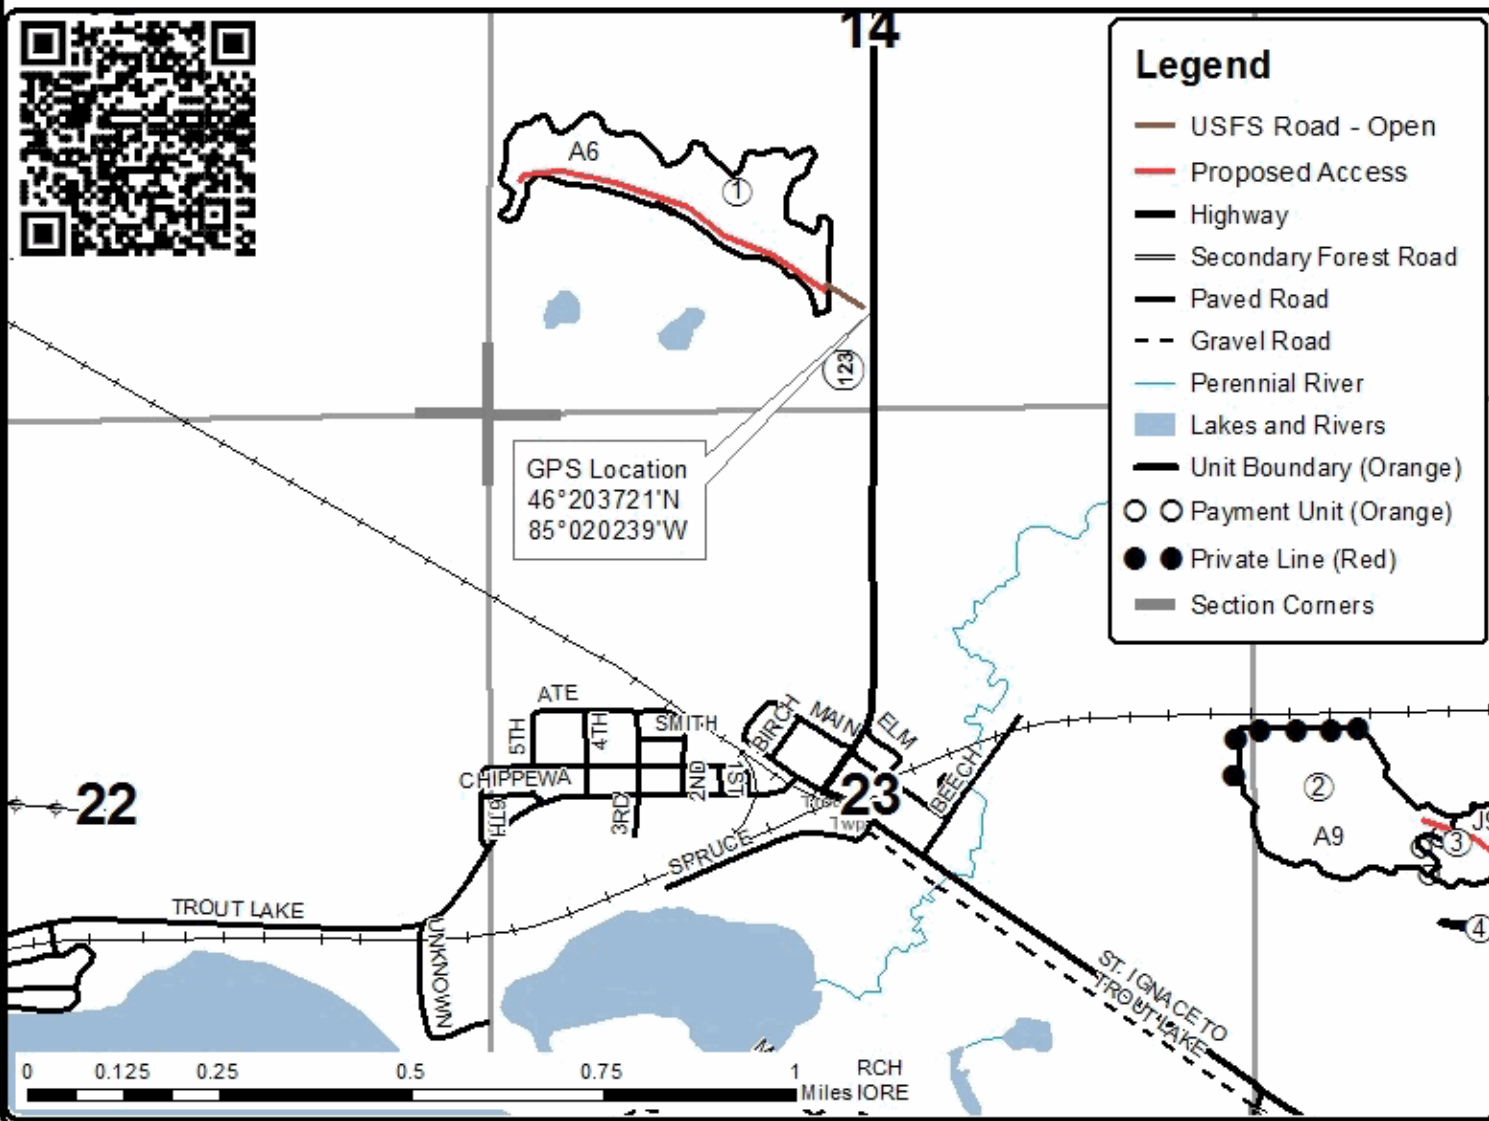 14
Legend
USFS Road - Open
Proposed Access
Highway
Secondary Forest Road
Paved Road
Gravel Road
Perennial River
Lakes and Rivers
Unit Boundary (Orange)
Payment Unit (Orange)
Private Line (Red)
Section Corners
A6
1
123
GPS Location
46°203721'N
85°020239'W
ATE
5TH
4TH
SMITH
BIRCH
MAIN
ELM
CHIPPEWA
6TH
3RD
2ND
1ST
22
23
BEECH
Twp
SPRUCE
TROUT LAKE
UNKNOWN
2
A9
3
4
ST. IGNACE TO
TROUT LAKE
0 0.125 0.25 0.5 0.75 1
Miles
RCH
IORE